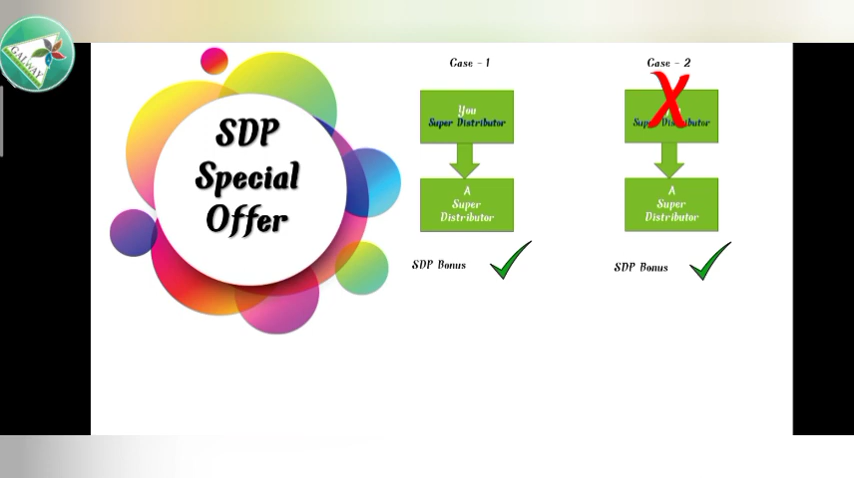 GALWAY
SDP
Special
Offer
Case - 1
You
Super Distributor
A
Super
Distributor
SDP Bonus
Case - 2
A
Super
Distributor
SDP Bonus